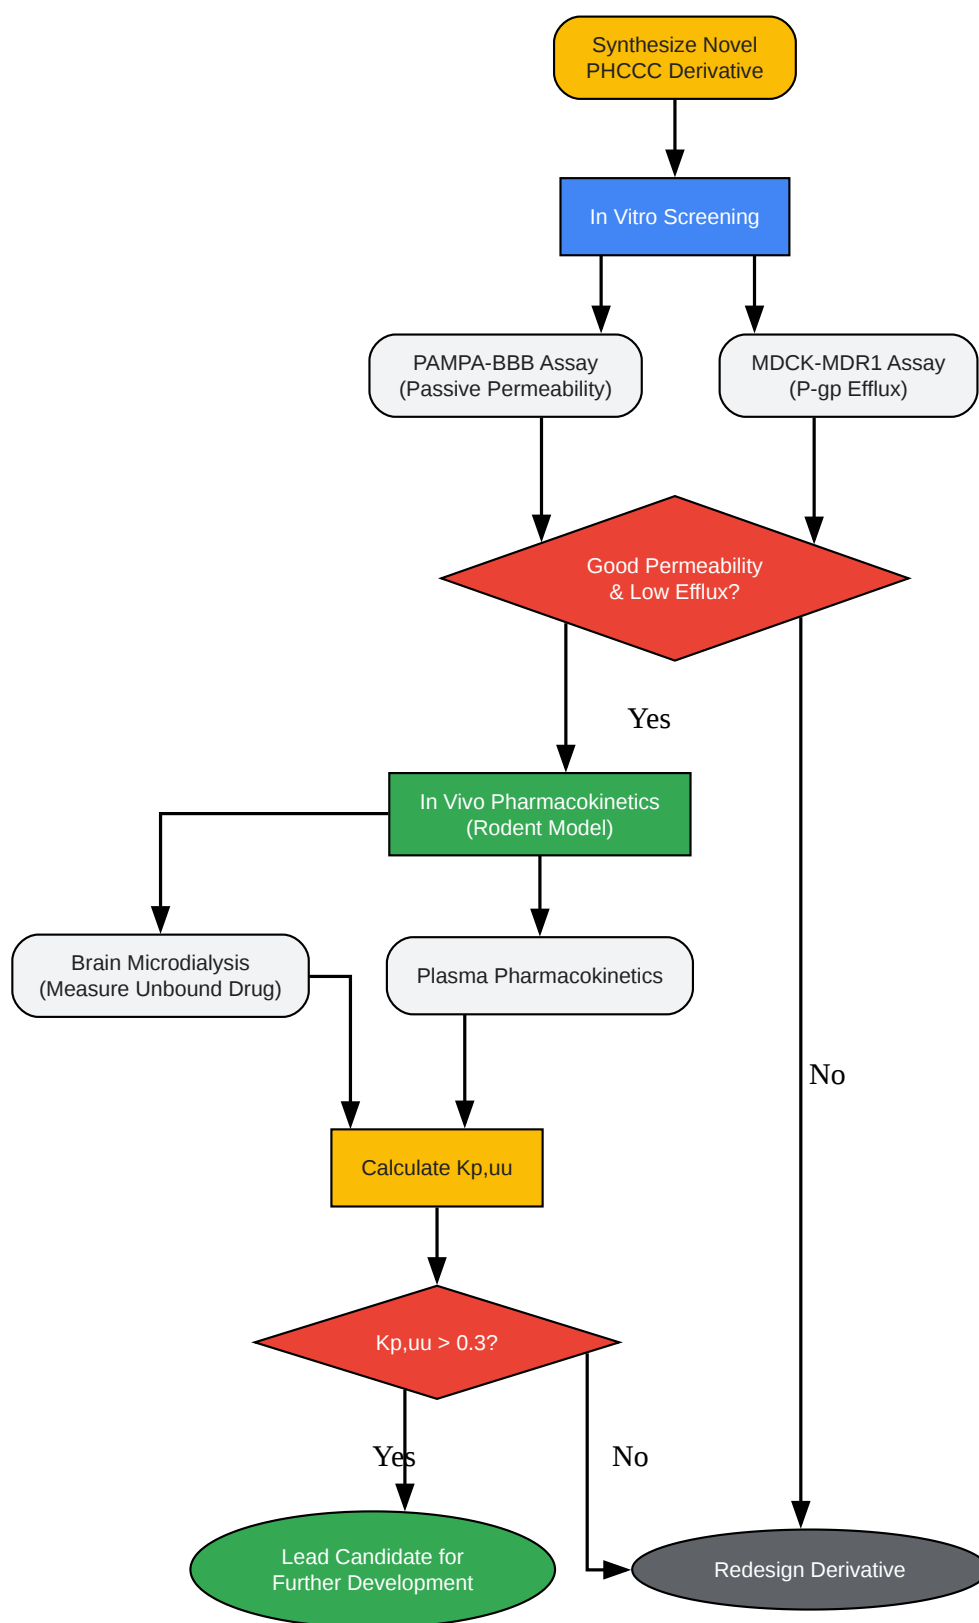 Synthesize Novel
PHCCC Derivative
In Vitro Screening
PAMPA-BBB Assay
(Passive Permeability)
MDCK-MDR1 Assay
(P-gp Efflux)
Good Permeability
& Low Efflux?
Yes
In Vivo Pharmacokinetics
(Rodent Model)
Brain Microdialysis
(Measure Unbound Drug)
Plasma Pharmacokinetics
No
Calculate Kp,uu
Kp,uu > 0.3?
Yes
No
Lead Candidate for
Further Development
Redesign Derivative